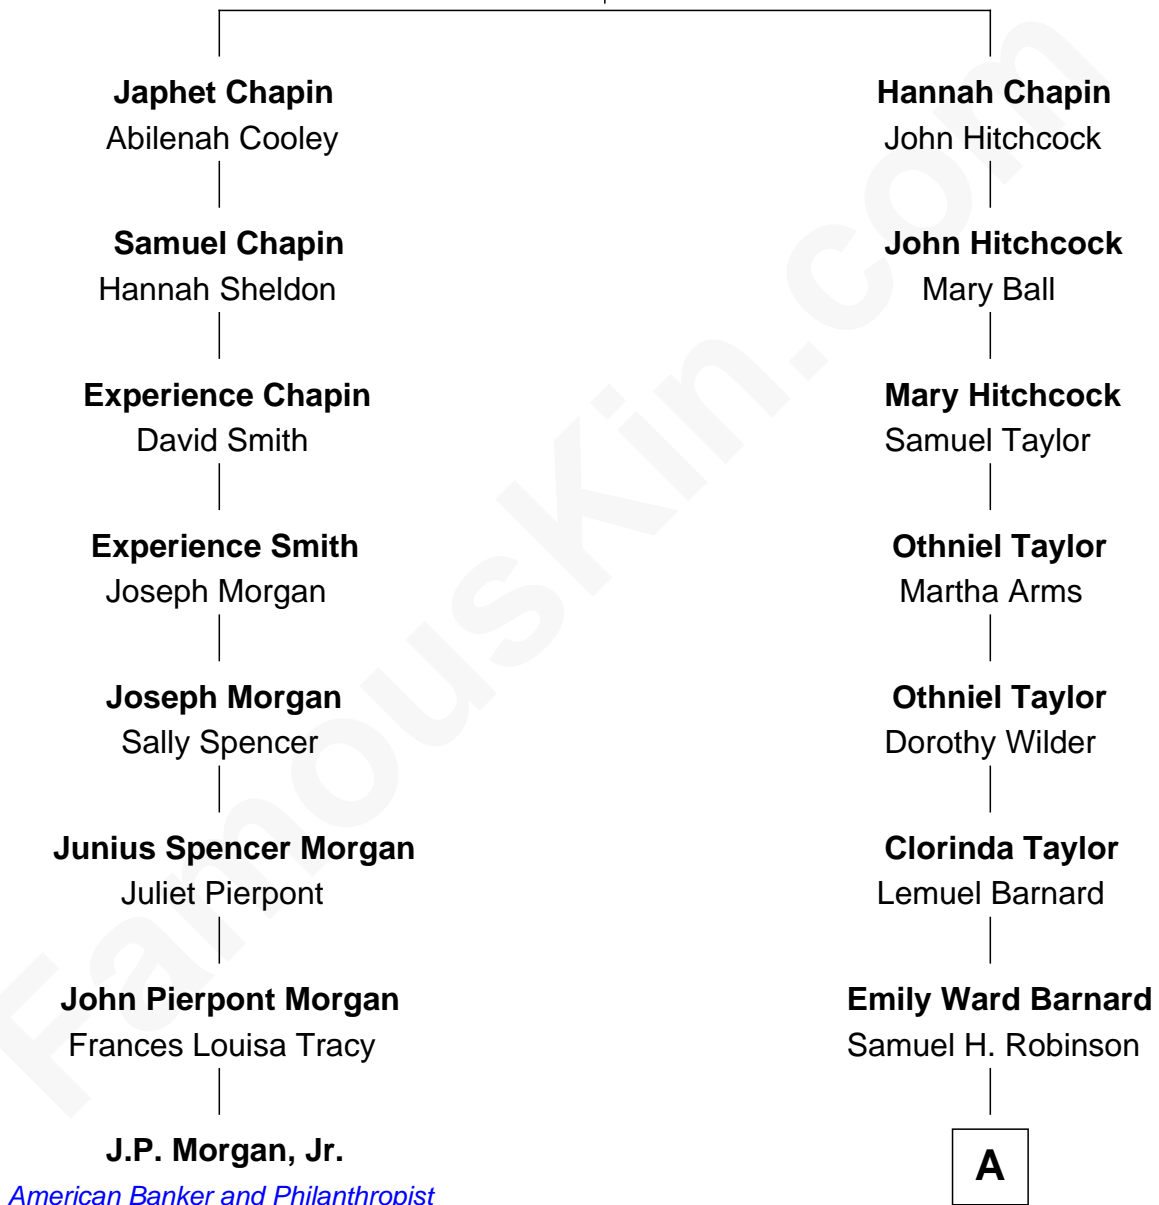 Japhet Chapin
Abilenah Cooley
Samuel Chapin
Hannah Sheldon
Experience Chapin
David Smith
Experience Smith
Joseph Morgan
Joseph Morgan
Sally Spencer
Junius Spencer Morgan
Juliet Pierpont
John Pierpont Morgan
Frances Louisa Tracy
J.P. Morgan, Jr.
American Banker and Philanthropist
Hannah Chapin
John Hitchcock
John Hitchcock
Mary Ball
Mary Hitchcock
Samuel Taylor
Othniel Taylor
Martha Arms
Othniel Taylor
Dorothy Wilder
Clorinda Taylor
Lemuel Barnard
Emily Ward Barnard
Samuel H. Robinson
A
FamousKin.com